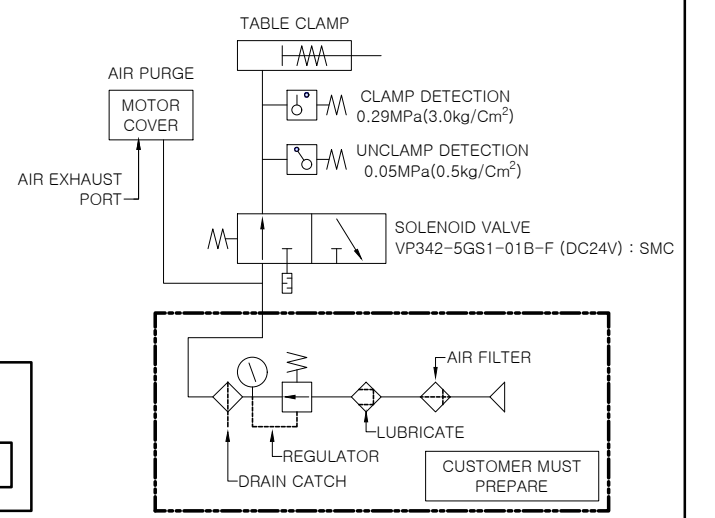 TABLE CLAMP
AIR PURGE
MOTOR
COVER
CLAMP DETECTION
0.29MPa(3.0kg/Cm²)
UNCLAMP DETECTION
0.05MPa(0.5kg/Cm²)
AIR EXHAUST
PORT
SOLENOID VALVE
VP342-5GS1-01B-F (DC24V) : SMC
AIR FILTER
LUBRICATE
REGULATOR
DRAIN CATCH
CUSTOMER MUST
PREPARE